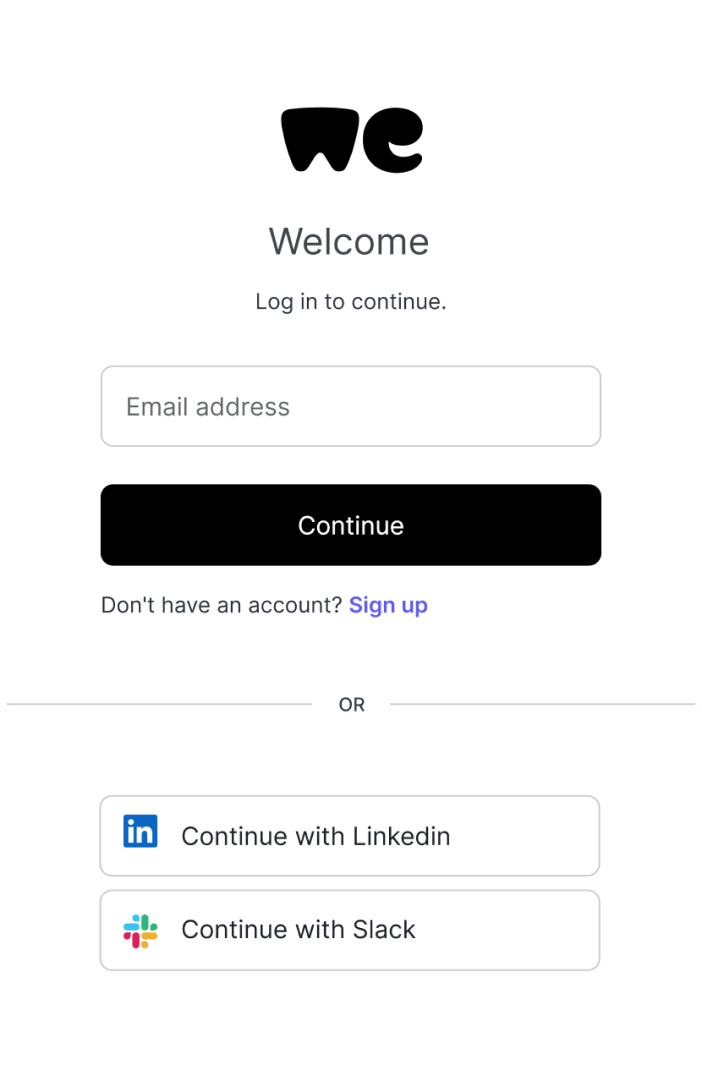 we
Welcome
Log in to continue.
Email address
Continue
Don't have an account? Sign up
OR
in Continue with Linkedin
Continue with Slack